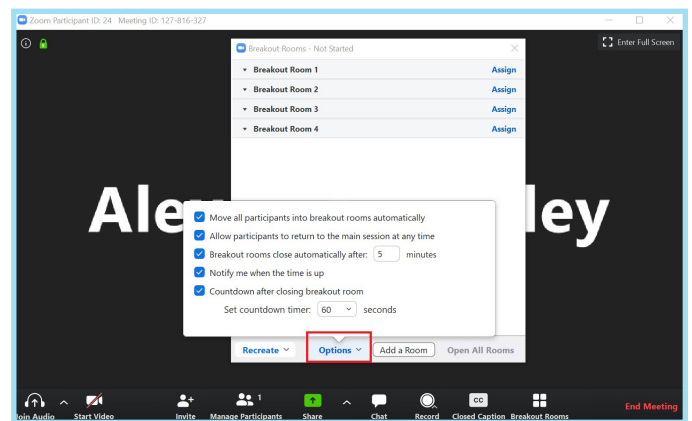 Zoom Participant ID: 24 Meeting ID: 127-816-327
Enter Full Screen
Breakout Rooms - Not Started
Breakout Room 1 Assign
Breakout Room 2 Assign
Breakout Room 3 Assign
Breakout Room 4 Assign
Ale ley
Move all participants into breakout rooms automatically
Allow participants to return to the main session at any time
Breakout rooms close automatically after: 5 minutes
Notify me when the time is up
Countdown after closing breakout room
Set countdown timer: 60 seconds
Recreate Options Add a Room Open All Rooms
1
CC
Join Audio Start Video Invite Manage Participants Share Chat Record Closed Caption Breakout Rooms End Meeting